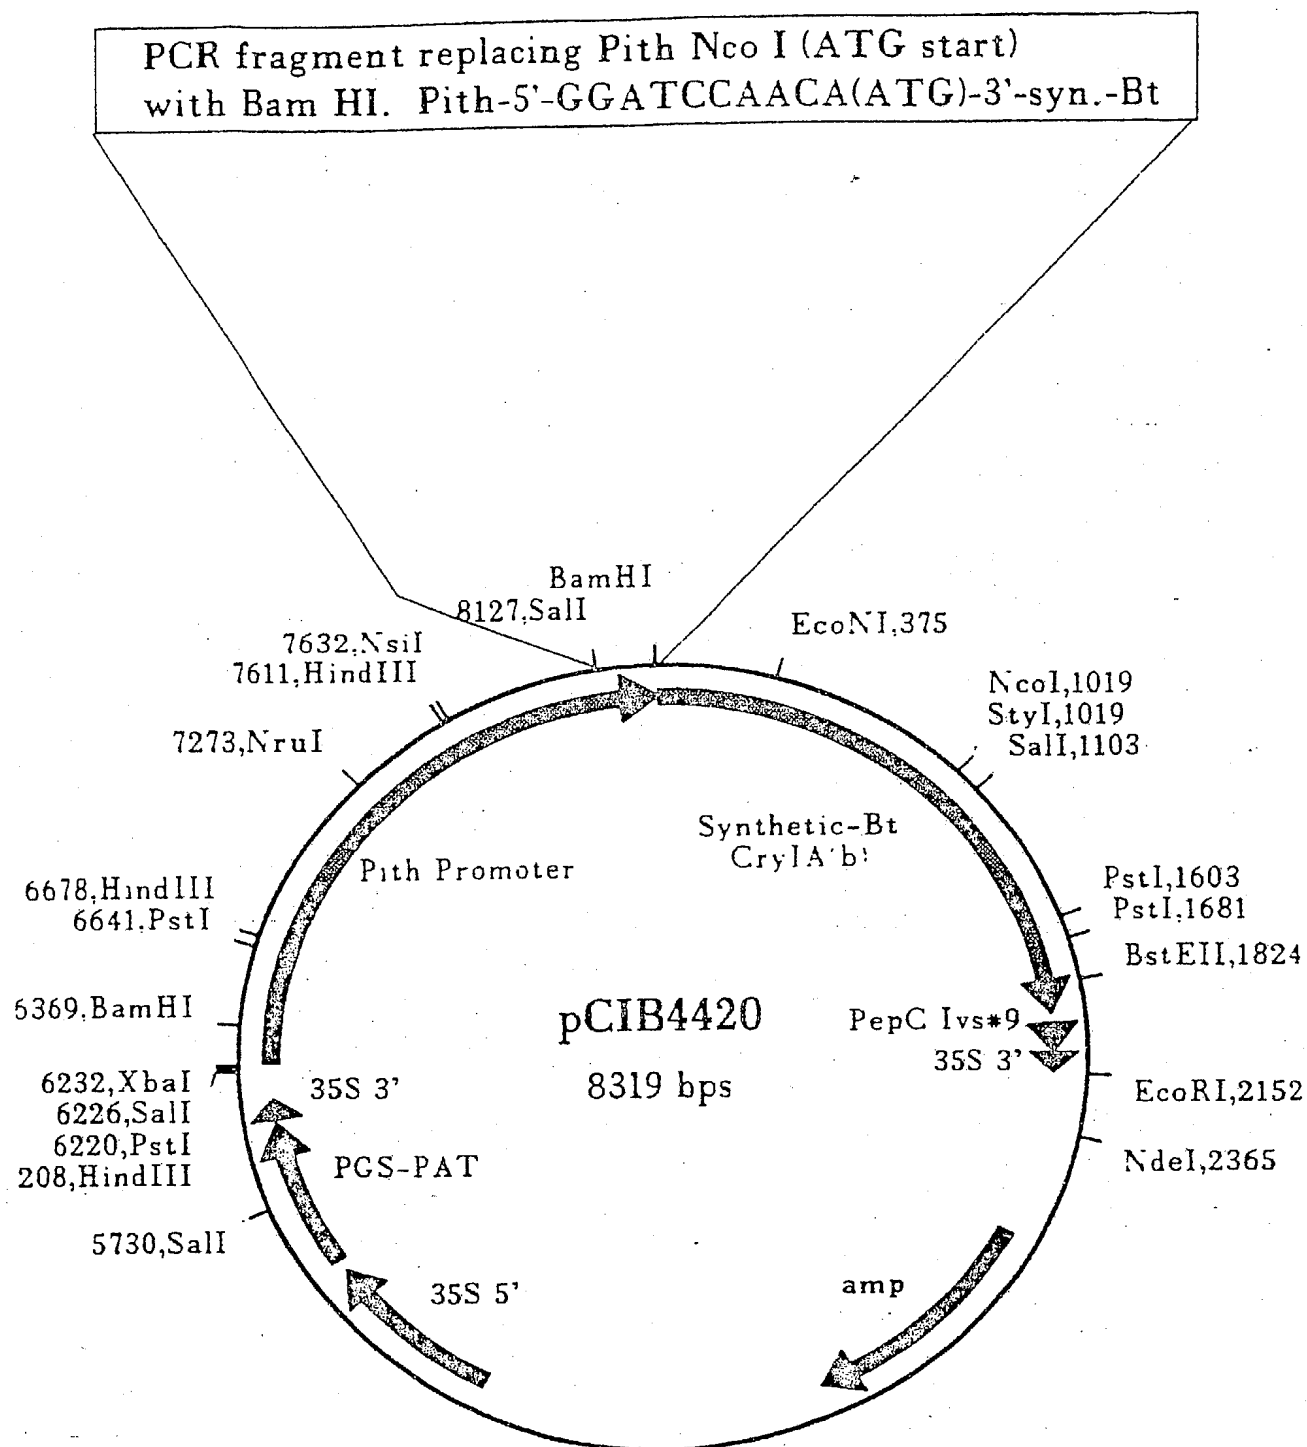 PCR fragment replacing Pith Nco I (ATG start)
with Bam HI. Pith-5'-GGATCCAACA(ATG)-3'-syn.-Bt
BamHI
8127,SalI
EcoNI,375
7632,NsiI
7611,HindIII
NcoI,1019
StyI,1019
SalI,1103
7273,NruI
Synthetic-Bt
CryIA b
Pith Promoter
6678,HindIII
6641,PstI
PstI,1603
PstI,1681
BstEII,1824
6369,BamHI
pCIB4420
8319 bps
PepC Ivs#9
35S 3'
6232,XbaI
6226,SalI
6220,PstI
208,HindIII
35S 3'
EcoRI,2152
NdeI,2365
PGS-PAT
5730,SalI
35S 5'
amp